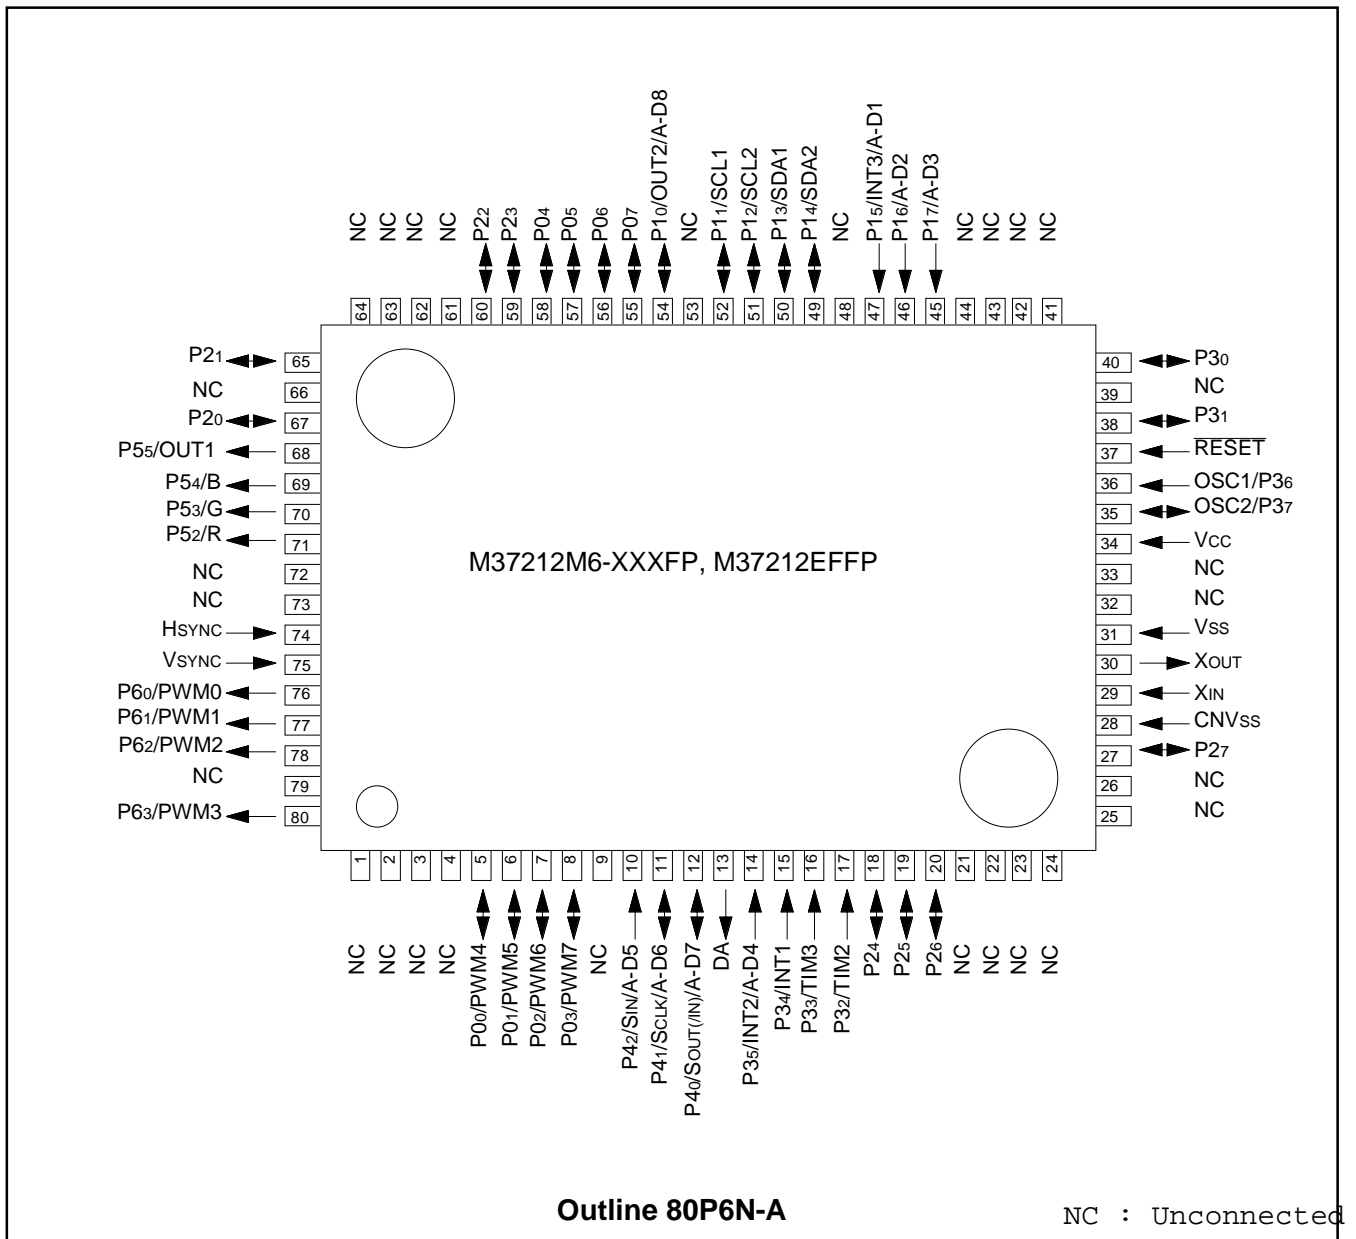 NC
NC
NC
NC
P22
P23
P04
P05
P06
P07
P10/OUT2/A-D8
NC
P11/SCL1
P12/SCL2
P13/SDA1
P14/SDA2
NC
P15/INT3/A-D1
P16/A-D2
P17/A-D3
NC
NC
NC
NC
64
63
62
61
60
59
58
57
56
55
54
53
52
51
50
49
48
47
46
45
44
43
42
41
P21 65
NC 66
P20 67
P55/OUT1 68
P54/B 69
P53/G 70
P52/R 71
NC 72
NC 73
HSYNC 74
VSYNC 75
P60/PWM0 76
P61/PWM1 77
P62/PWM2 78
NC 79
P63/PWM3 80
M37212M6-XXXFP, M37212EFFP
40 P30
39 NC
38 P31
37 RESET
36 OSC1/P36
35 OSC2/P37
34 VCC
33 NC
32 NC
31 VSS
30 XOUT
29 XIN
28 CNVSS
27 P27
26 NC
25 NC
1
2
3
4
5
6
7
8
9
10
11
12
13
14
15
16
17
18
19
20
21
22
23
24
NC
NC
NC
NC
P00/PWM4
P01/PWM5
P02/PWM6
P03/PWM7
NC
P42/SIN/A-D5
P41/SCLK/A-D6
P40/SOUT(/IN)/A-D7
DA
P35/INT2/A-D4
P34/INT1
P33/TIM3
P32/TIM2
P24
P25
P26
NC
NC
NC
NC
Outline 80P6N-A
NC : Unconnected